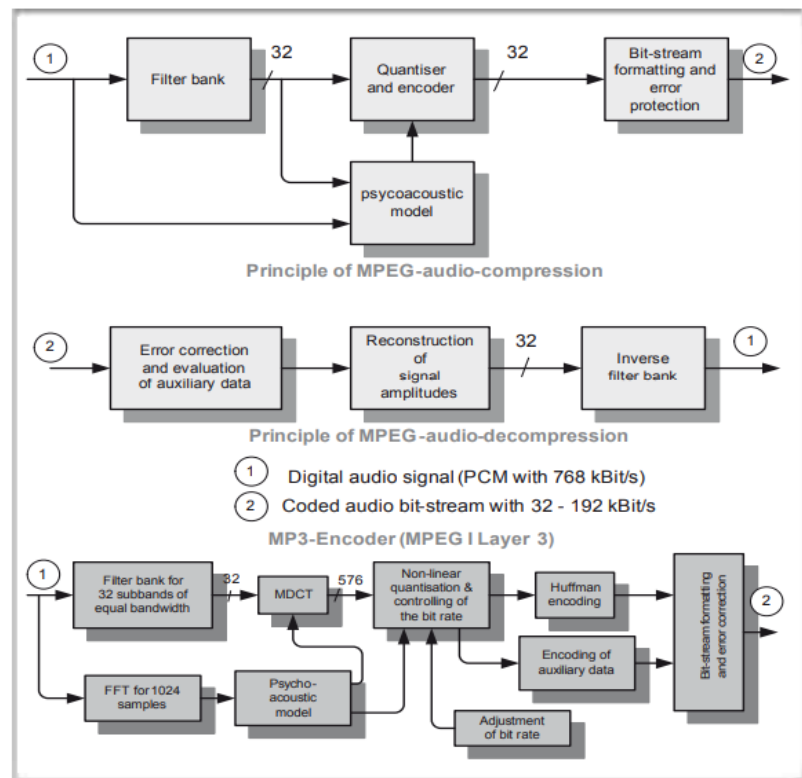 1
Filter bank
32
Quantiser
and encoder
32
Bit-stream
formatting and
error
protection
2
psycoacoustic
model
Principle of MPEG-audio-compression
2
Error correction
and evaluation
of auxiliary data
Reconstruction
of
signal
amplitudes
32
Inverse
filter bank
1
Principle of MPEG-audio-decompression
1 Digital audio signal (PCM with 768 kBit/s)
2 Coded audio bit-stream with 32 - 192 kBit/s
MP3-Encoder (MPEG I Layer 3)
1
Filter bank for
32 subbands of
equal bandwidth
32
MDCT
576
Non-linear
quantisation &
controlling of
the bit rate
Huffman
encoding
Bit-stream formatting
and error correction
2
FFT for 1024
samples
Psycho-
acoustic
model
Encoding of
auxiliary data
Adjustment
of bit rate